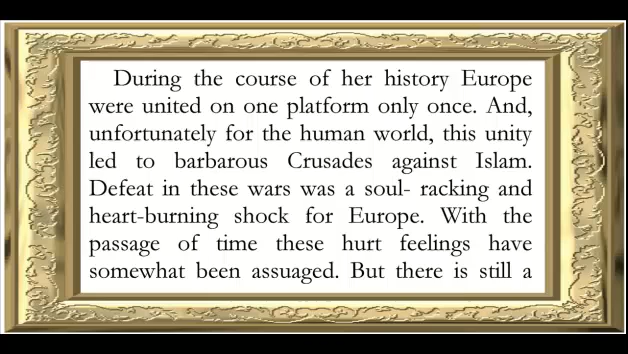 During the course of her history Europe
were united on one platform only once. And,
unfortunately for the human world, this unity
led to barbarous Crusades against Islam.
Defeat in these wars was a soul- racking and
heart-burning shock for Europe. With the
passage of time these hurt feelings have
somewhat been assuaged. But there is still a